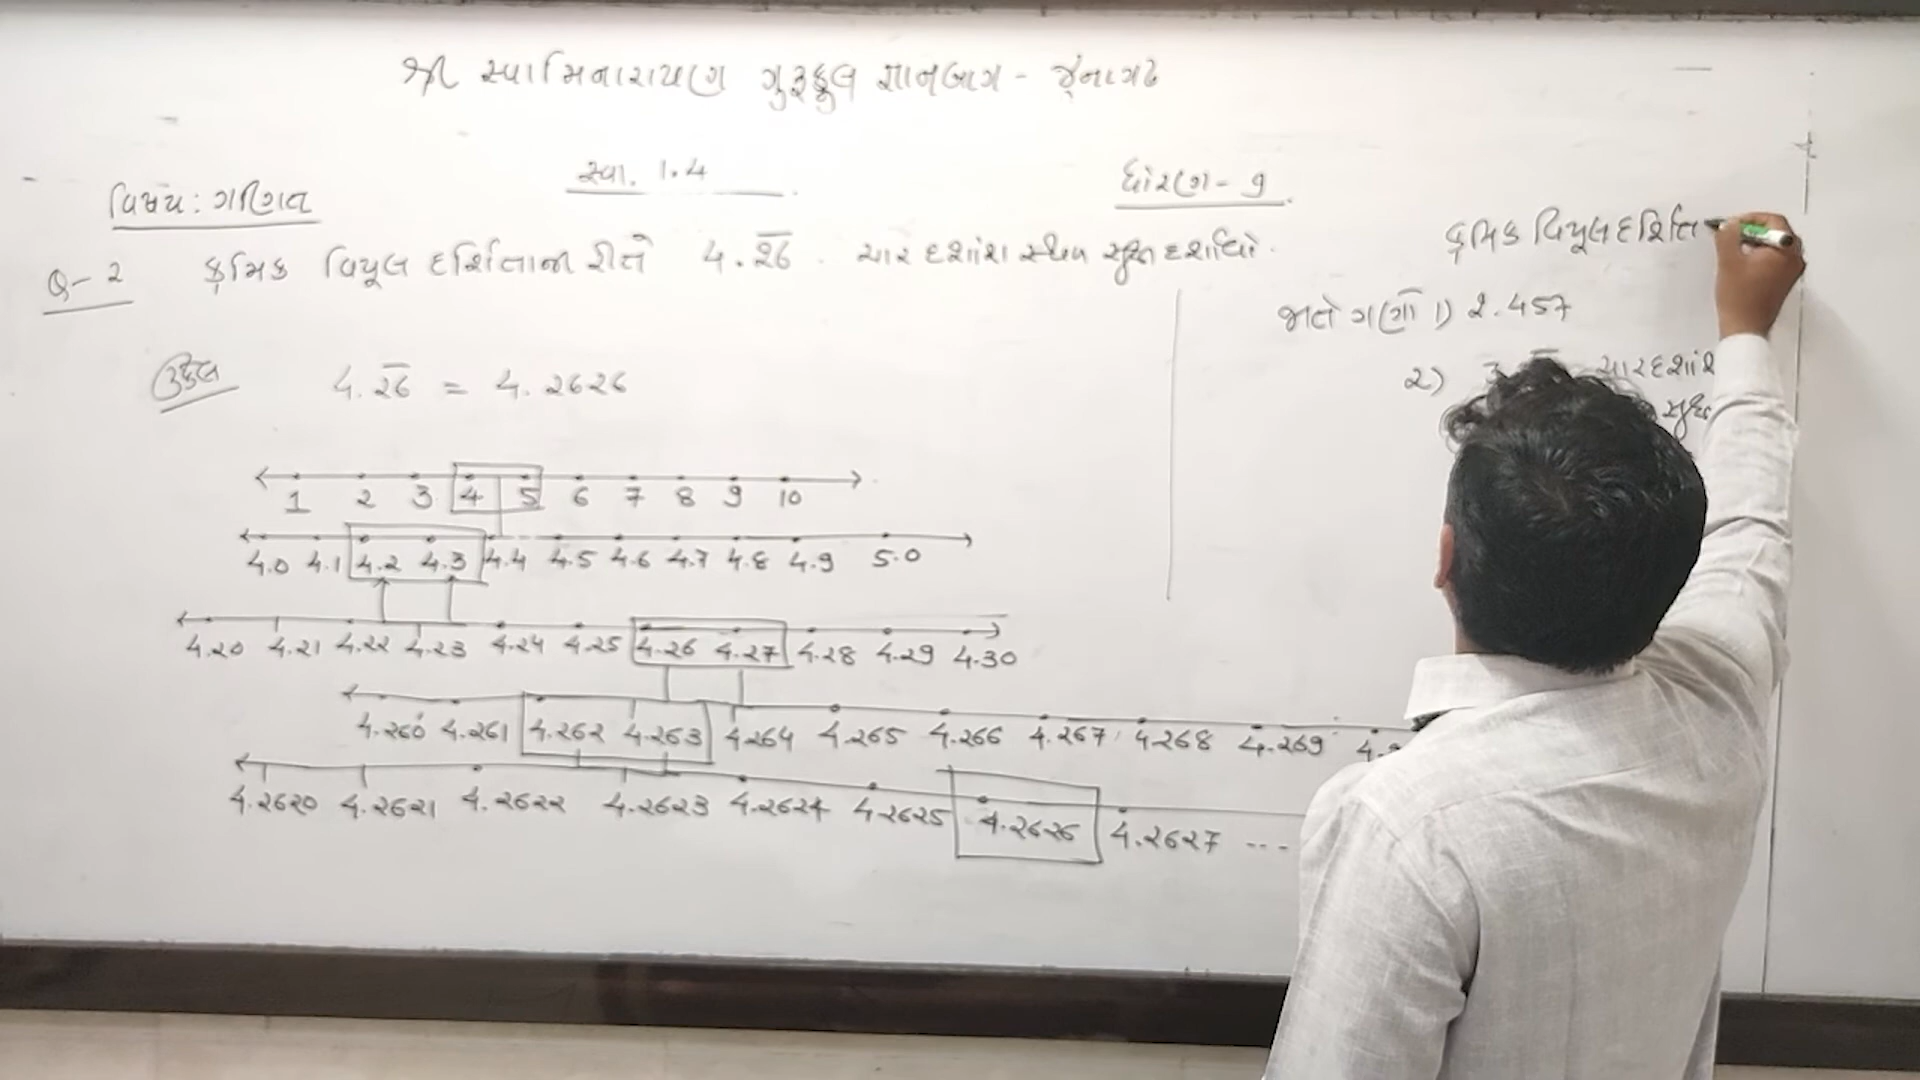 શ્રી સ્વામિનારાયણ ગુરુકુલ જ્ઞાનબાગ - જૂનાગઢ
વિષય: ગણિત
સ્વા. 1.4
ધોરણ - 9
Q-2 ક્રમિક વિપૂલ દર્શિતાની રીતે 4.2̅6̅ ચાર દશાંશ સ્થળ સુધી દર્શાવો.
ઉકેલ 4.2̅6̅ = 4.2626
1 2 3 4 5 6 7 8 9 10
4.0 4.1 4.2 4.3 4.4 4.5 4.6 4.7 4.8 4.9 5.0
4.20 4.21 4.22 4.23 4.24 4.25 4.26 4.27 4.28 4.29 4.30
4.260 4.261 4.262 4.263 4.264 4.265 4.266 4.267 4.268 4.269
4.2620 4.2621 4.2622 4.2623 4.2624 4.2625 4.2626 4.2627 ...
ક્રમિક વિપૂલ દર્શિત
જાતે ગણો 1) 2.457
2) ચાર દશાંશ
સુધી